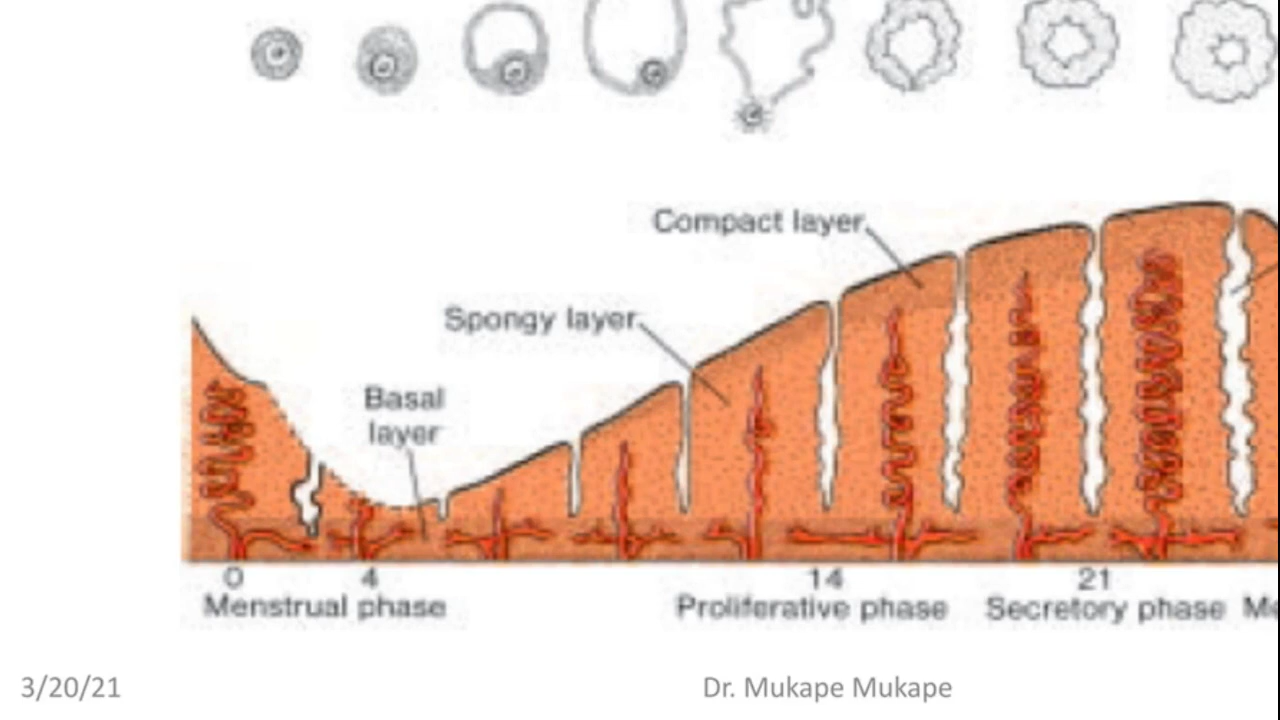 Compact layer
Spongy layer
Basal
layer
0 4 14 21
Menstrual phase Proliferative phase Secretory phase Me
3/20/21 Dr. Mukape Mukape